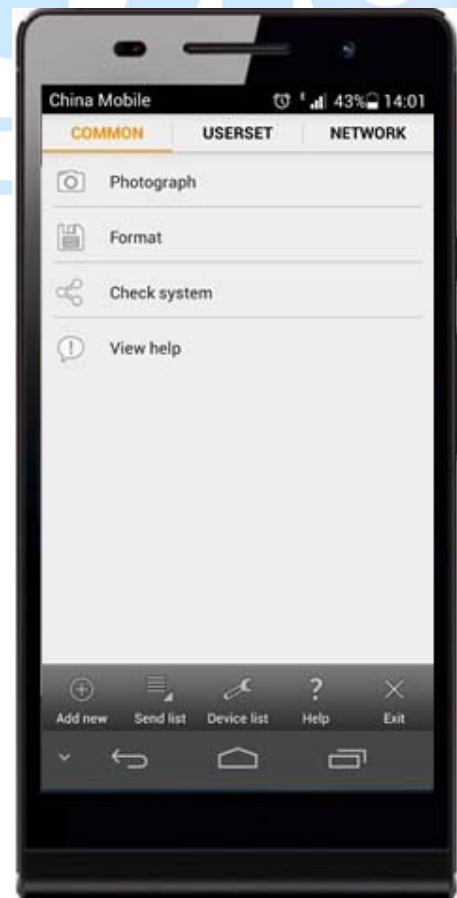 China Mobile 43% 14:01
COMMON USERSET NETWORK
Photograph
Format
Check system
View help
Add new Send list Device list Help Exit